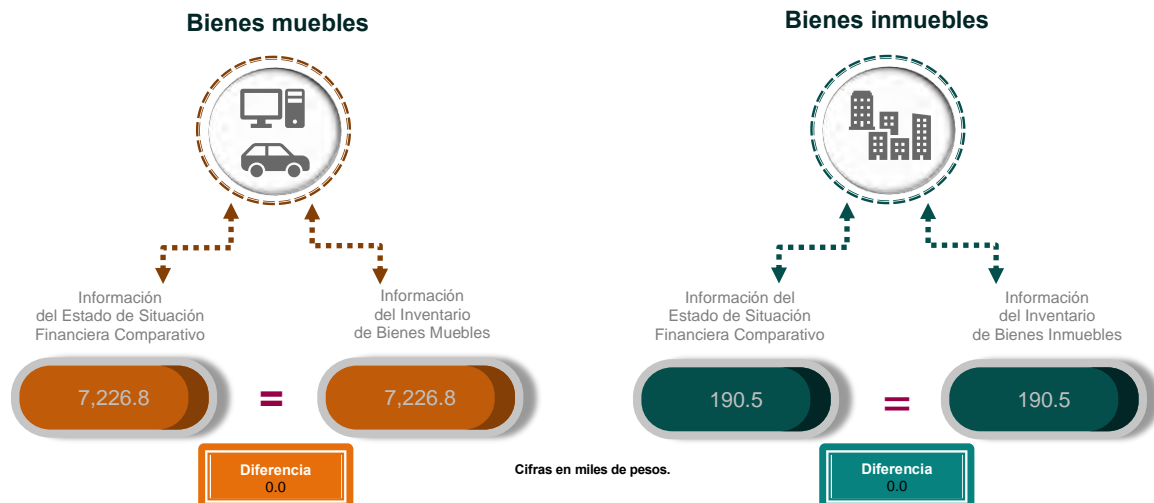 Bienes muebles
Información
del Estado de Situación
Financiera Comparativo
Información
del Inventario
de Bienes Muebles
7,226.8
=
7,226.8
Diferencia
0.0
Cifras en miles de pesos.
Bienes inmuebles
Información del
Estado de Situación
Financiera Comparativo
Información
del Inventario
de Bienes Inmuebles
190.5
=
190.5
Diferencia
0.0